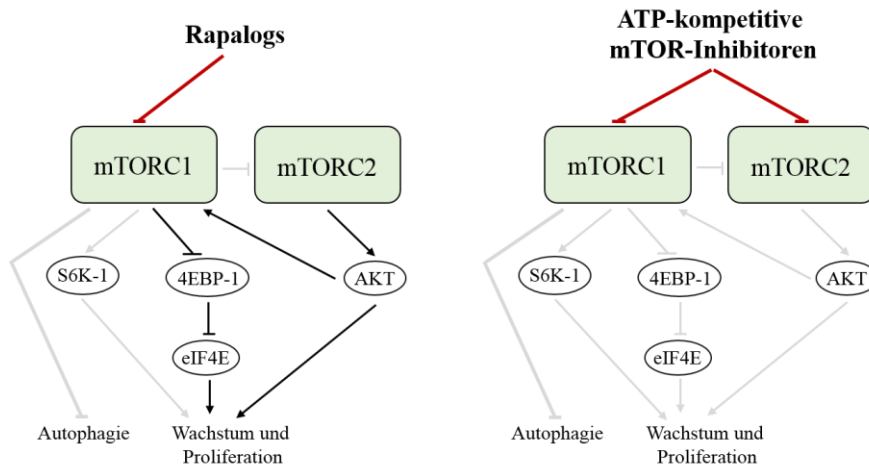 Rapalogs
mTORC1
mTORC2
S6K-1
4EBP-1
AKT
eIF4E
Autophagie
Wachstum und
Proliferation
ATP-kompetitive
mTOR-Inhibitoren
mTORC1
mTORC2
S6K-1
4EBP-1
AKT
eIF4E
Autophagie
Wachstum und
Proliferation